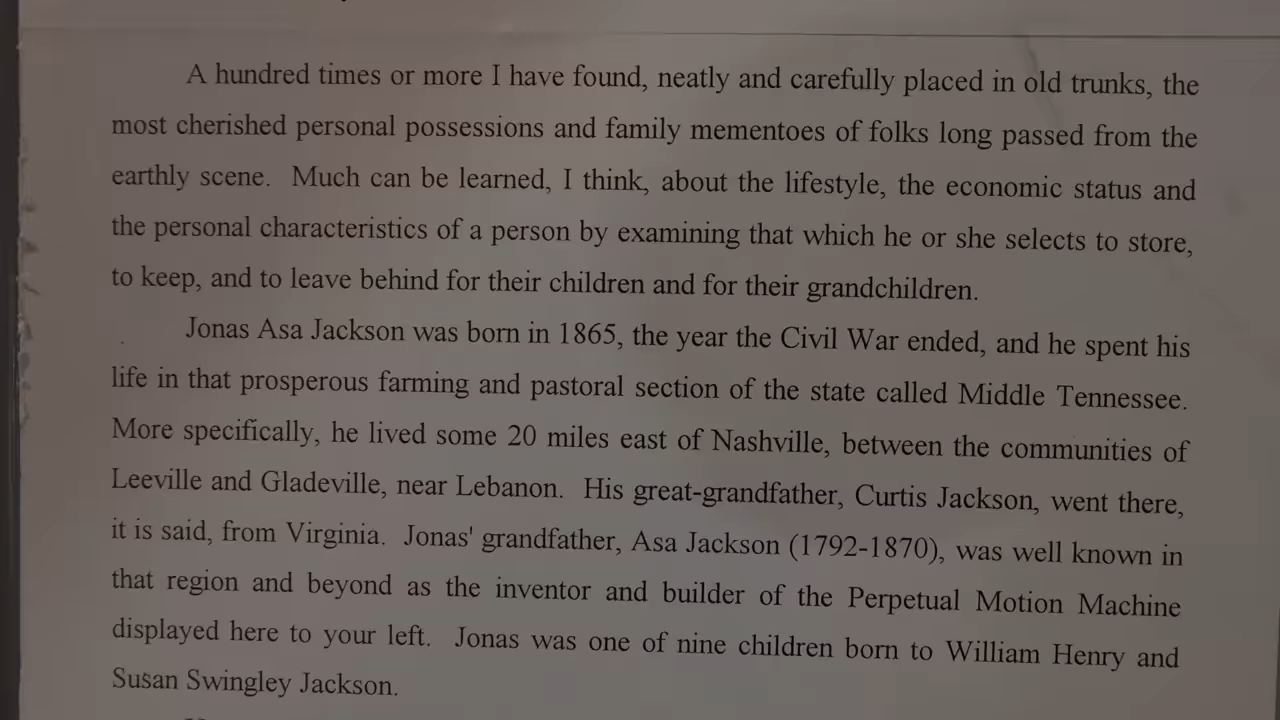 A hundred times or more I have found, neatly and carefully placed in old trunks, the
most cherished personal possessions and family mementoes of folks long passed from the
earthly scene. Much can be learned, I think, about the lifestyle, the economic status and
the personal characteristics of a person by examining that which he or she selects to store,
to keep, and to leave behind for their children and for their grandchildren.
Jonas Asa Jackson was born in 1865, the year the Civil War ended, and he spent his
life in that prosperous farming and pastoral section of the state called Middle Tennessee.
More specifically, he lived some 20 miles east of Nashville, between the communities of
Leeville and Gladeville, near Lebanon. His great-grandfather, Curtis Jackson, went there,
it is said, from Virginia. Jonas' grandfather, Asa Jackson (1792-1870), was well known in
that region and beyond as the inventor and builder of the Perpetual Motion Machine
displayed here to your left. Jonas was one of nine children born to William Henry and
Susan Swingley Jackson.